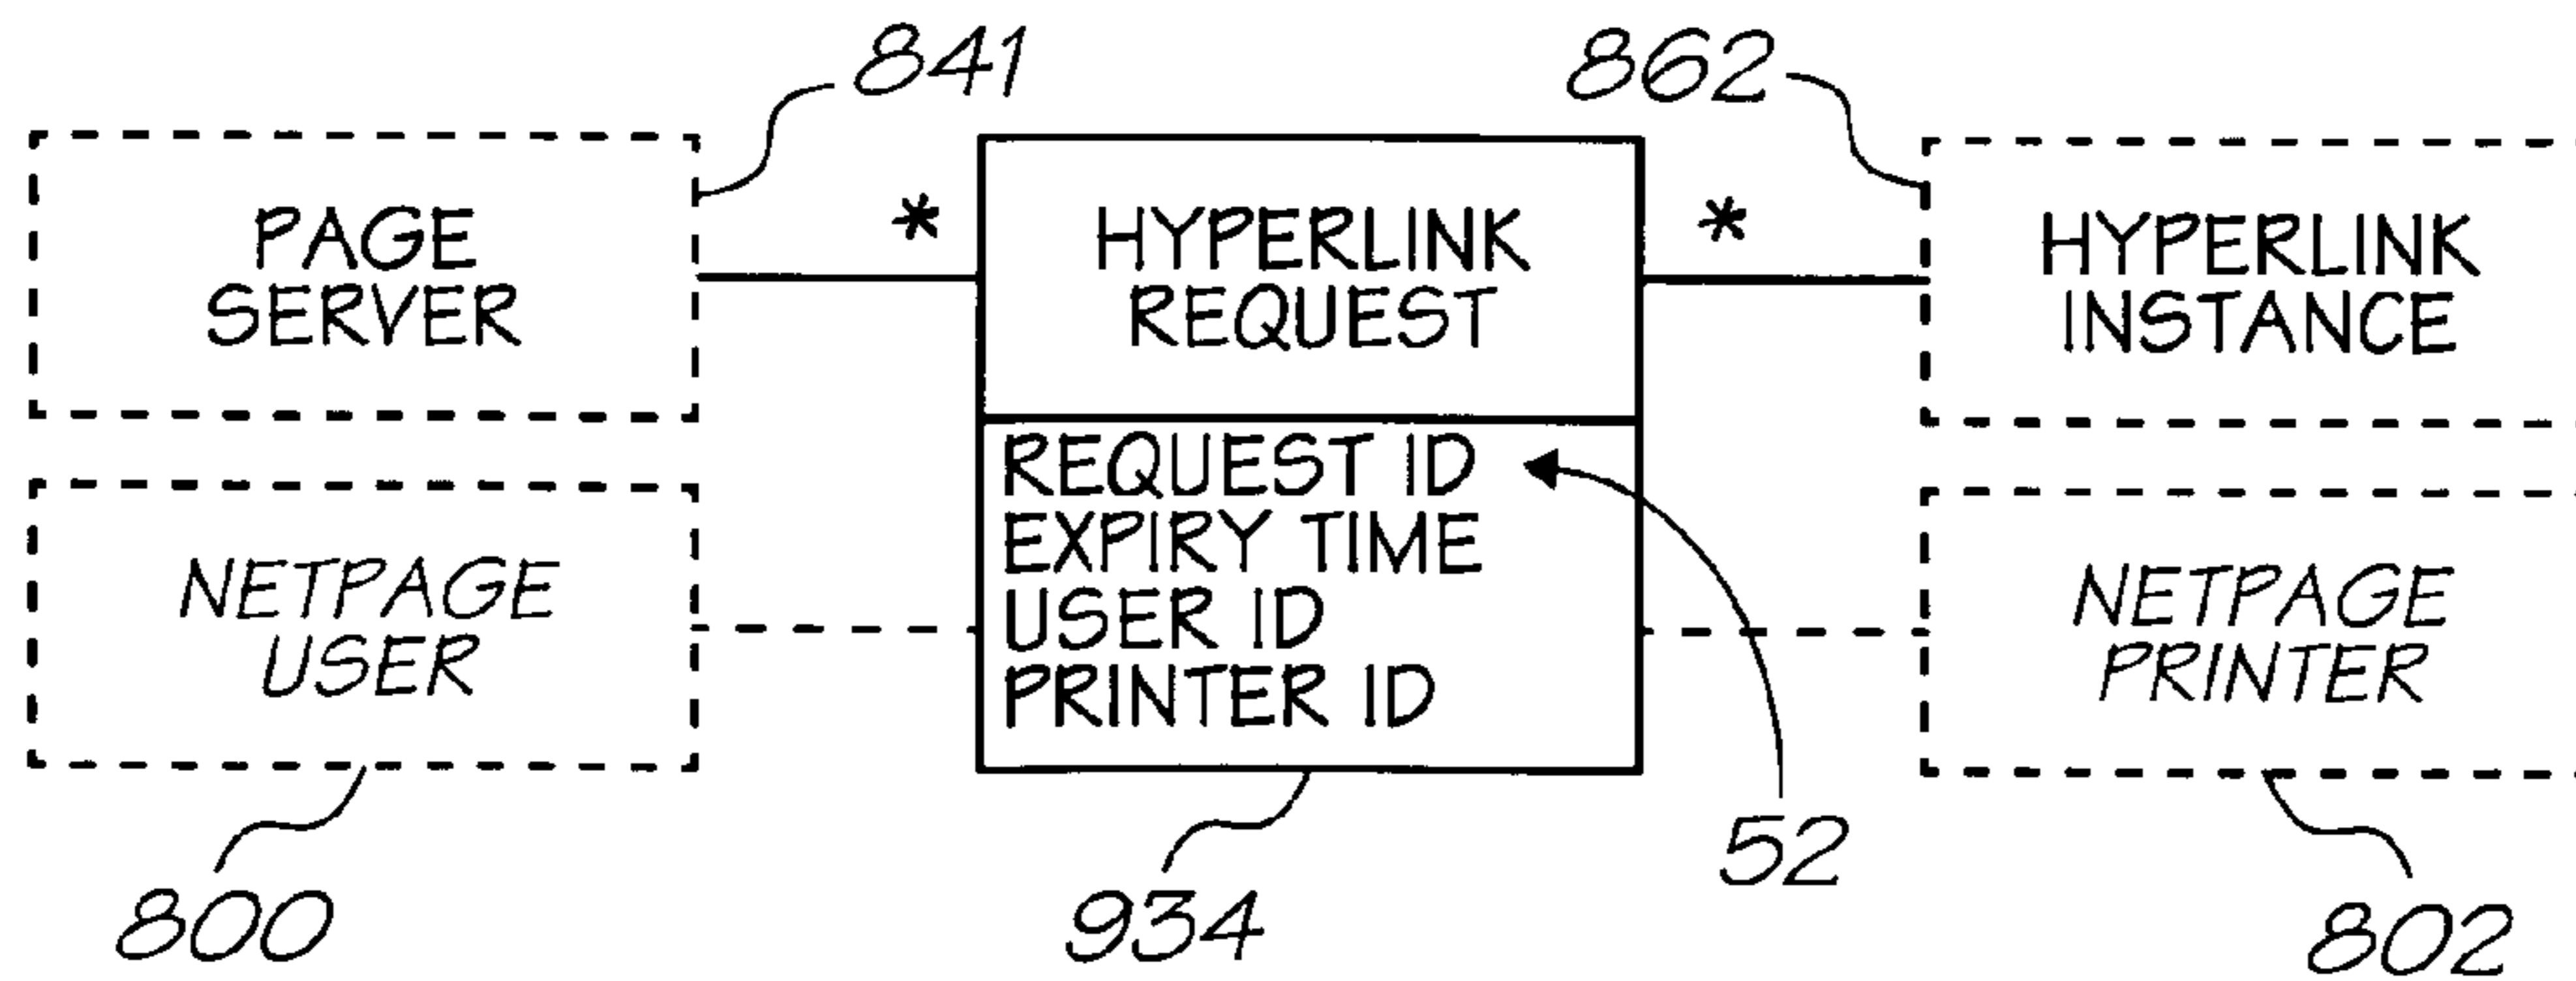 841
862
PAGE
SERVER
*
HYPERLINK
REQUEST
*
HYPERLINK
INSTANCE
REQUEST ID
EXPIRY TIME
USER ID
PRINTER ID
NETPAGE
USER
NETPAGE
PRINTER
800
934
52
802